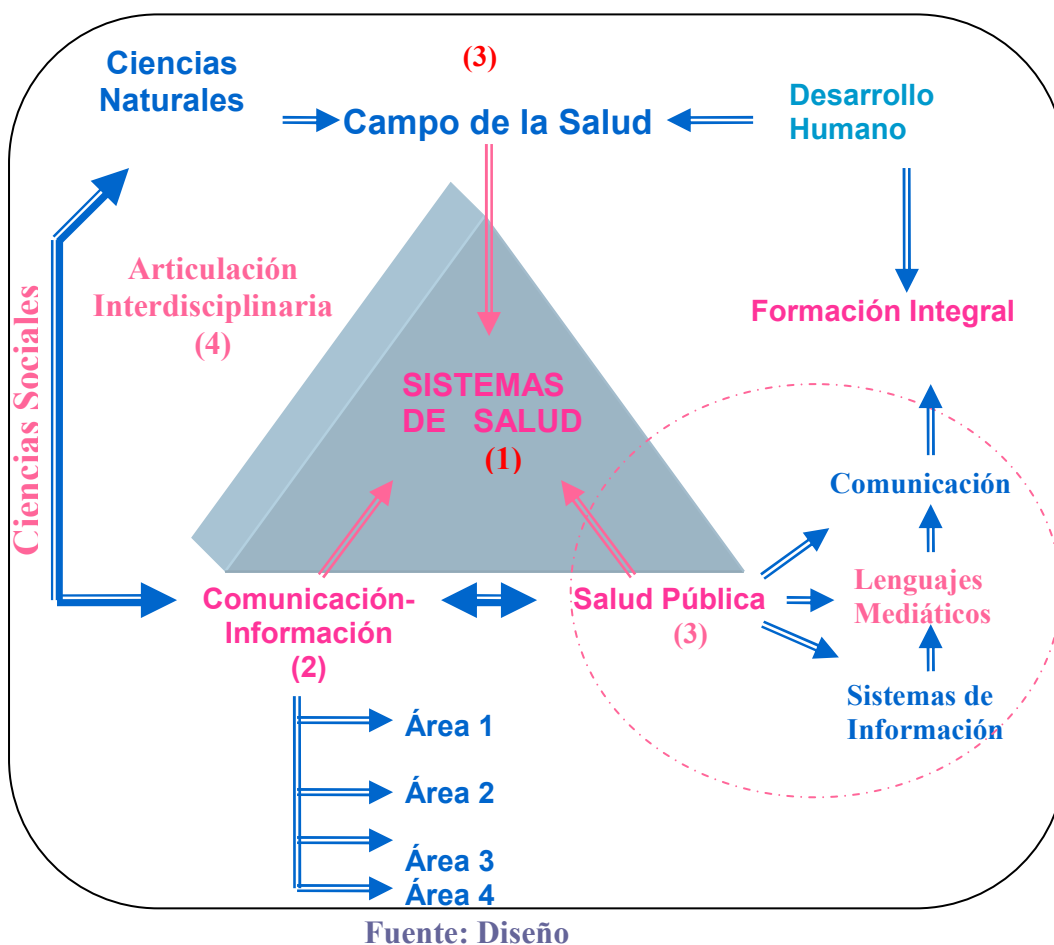 Ciencias
Naturales
(3)
Campo de la Salud
Desarrollo
Humano
Articulación
Interdisciplinaria
(4)
Formación Integral
Ciencias Sociales
SISTEMAS
DE SALUD
(1)
Comunicación
Comunicación-
Información
(2)
Salud Pública
(3)
Lenguajes
Mediáticos
Sistemas de
Información
Área 1
Área 2
Área 3
Área 4
Fuente: Diseño